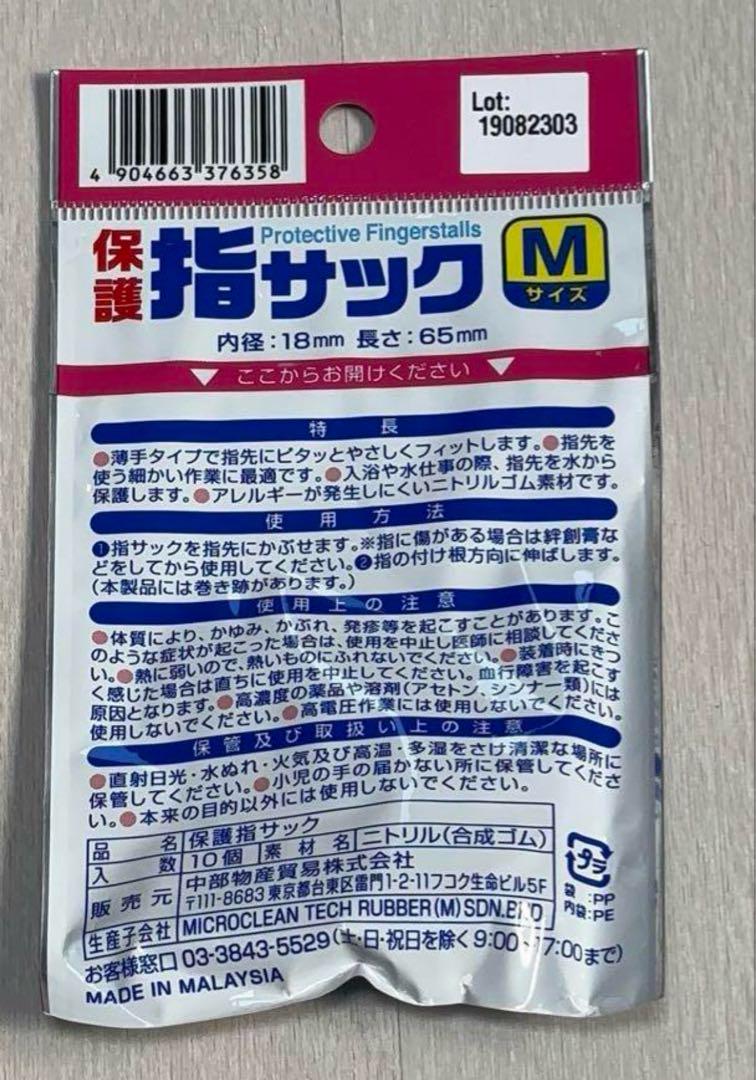 4 904663 376358
Lot:
19082303
保護
指サック
Protective Fingerstalls
M
サイズ
内径:18mm 長さ:65mm
ここからお開けください
特長
●薄手タイプで指先にピタッとやさしくフィットします。●指先を
使う細かい作業に最適です。●入浴や水仕事の際、指先を水から
保護します。●アレルギーが発生しにくいニトリルゴム素材です。
使用方法
❶指サックを指先にかぶせます。※指に傷がある場合は絆創膏な
どをしてから使用してください。❷指の付け根方向に伸ばします。
(本製品には巻き跡があります。)
使用上の注意
●体質により、かゆみ、かぶれ、発疹等を起こすことがあります。こ
のような症状が起こった場合は、使用を中止し医師に相談してくださ
い。●熱に弱いので、熱いものにふれないでください。●装着時にきつ
く感じた場合は直ちに使用を中止してください。血行障害を起こす
原因となります。●高濃度の薬品や溶剤(アセトン、シンナー類)には
使用しないでください。●高電圧作業には使用しないでください。
保管及び取扱い上の注意
●直射日光・水ぬれ・火気及び高温・多湿をさけ清潔な場所に
保管してください。●小児の手の届かない所に保管してくださ
い。●本来の目的以外には使用しないでください。
品名 保護指サック
入数 10個 素材名 ニトリル(合成ゴム)
販売元 中部物産貿易株式会社
〒111-8683 東京都台東区雷門1-2-11フコク生命ビル5F
生産子会社 MICROCLEAN TECH RUBBER(M)SDN.BHD
お客様窓口 03-3843-5529(土・日・祝日を除く9:00~17:00まで)
MADE IN MALAYSIA
プラ
袋:PP
内袋:PE